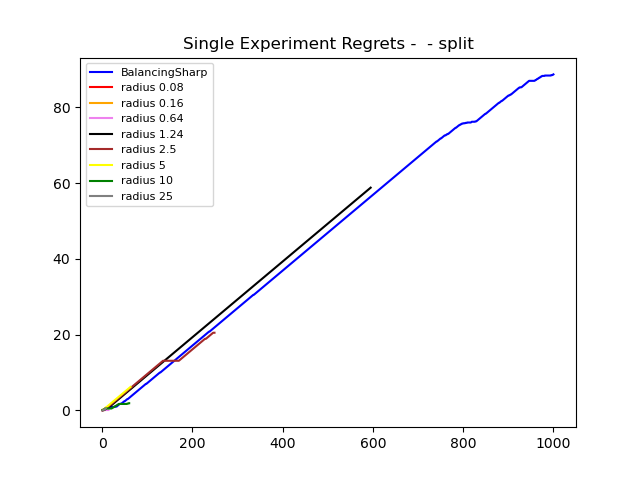 Single Experiment Regrets -  - split
BalancingSharp
radius 0.08
radius 0.16
radius 0.64
radius 1.24
radius 2.5
radius 5
radius 10
radius 25
80
60
40
20
0
0 200 400 600 800 1000